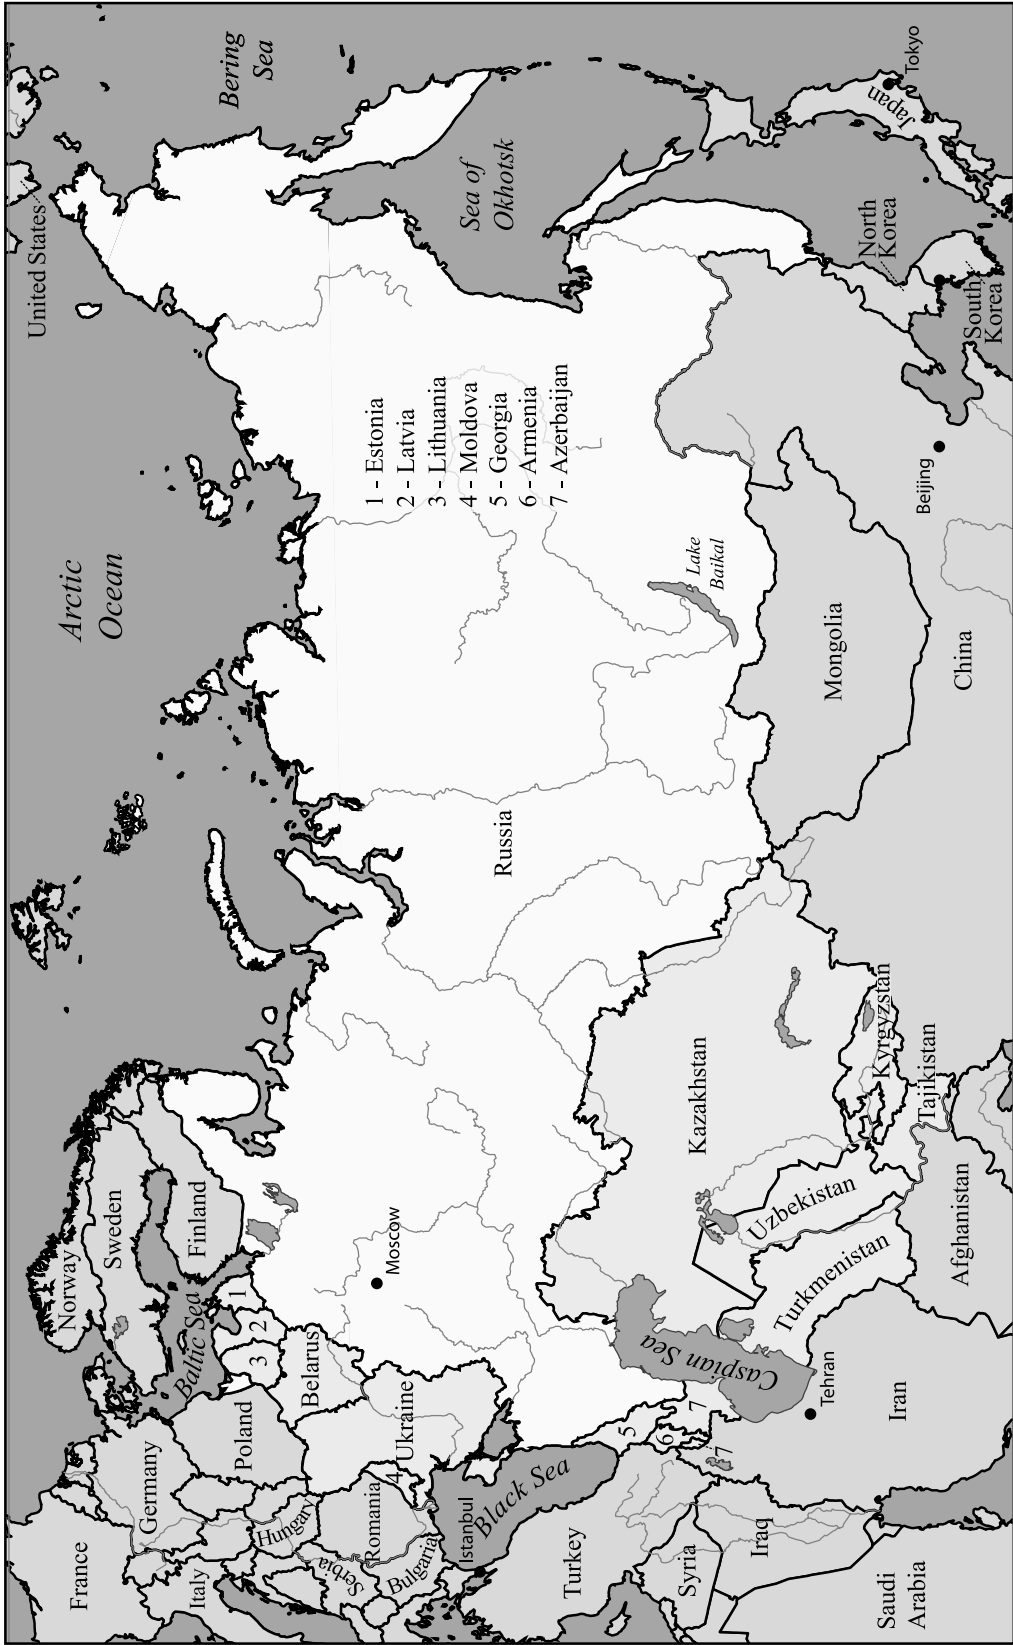 United States
Arctic
Ocean
Bering
Sea
Sea of
Okhotsk
Norway
Sweden
Finland
Baltic Sea
1 - Estonia
2 - Latvia
3 - Lithuania
4 - Moldova
5 - Georgia
6 - Armenia
7 - Azerbaijan
France
Germany
Poland
Belarus
1
2
3
Moscow
Russia
Italy
Hungary
Serbia
Romania
Bulgaria
4
Ukraine
Istanbul
Black Sea
Turkey
Syria
Iraq
Saudi
Arabia
5
6
7
7
Caspian Sea
Tehran
Iran
Kazakhstan
Uzbekistan
Turkmenistan
Afghanistan
Kyrgyzstan
Tajikistan
Lake
Baikal
Mongolia
China
Beijing
North
Korea
South
Korea
Japan
Tokyo